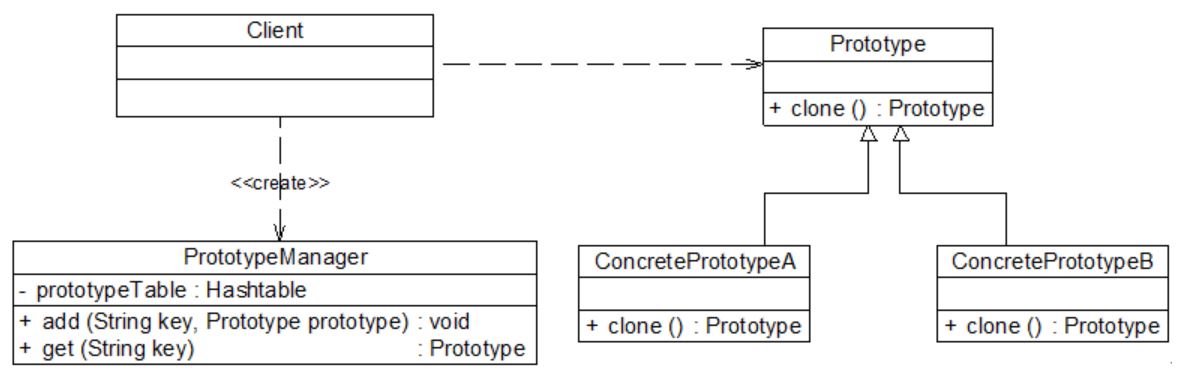 Client
Prototype
+ clone () : Prototype
<<create>>
PrototypeManager
- prototypeTable : Hashtable
+ add (String key, Prototype prototype) : void
+ get (String key) : Prototype
ConcretePrototypeA
+ clone () : Prototype
ConcretePrototypeB
+ clone () : Prototype